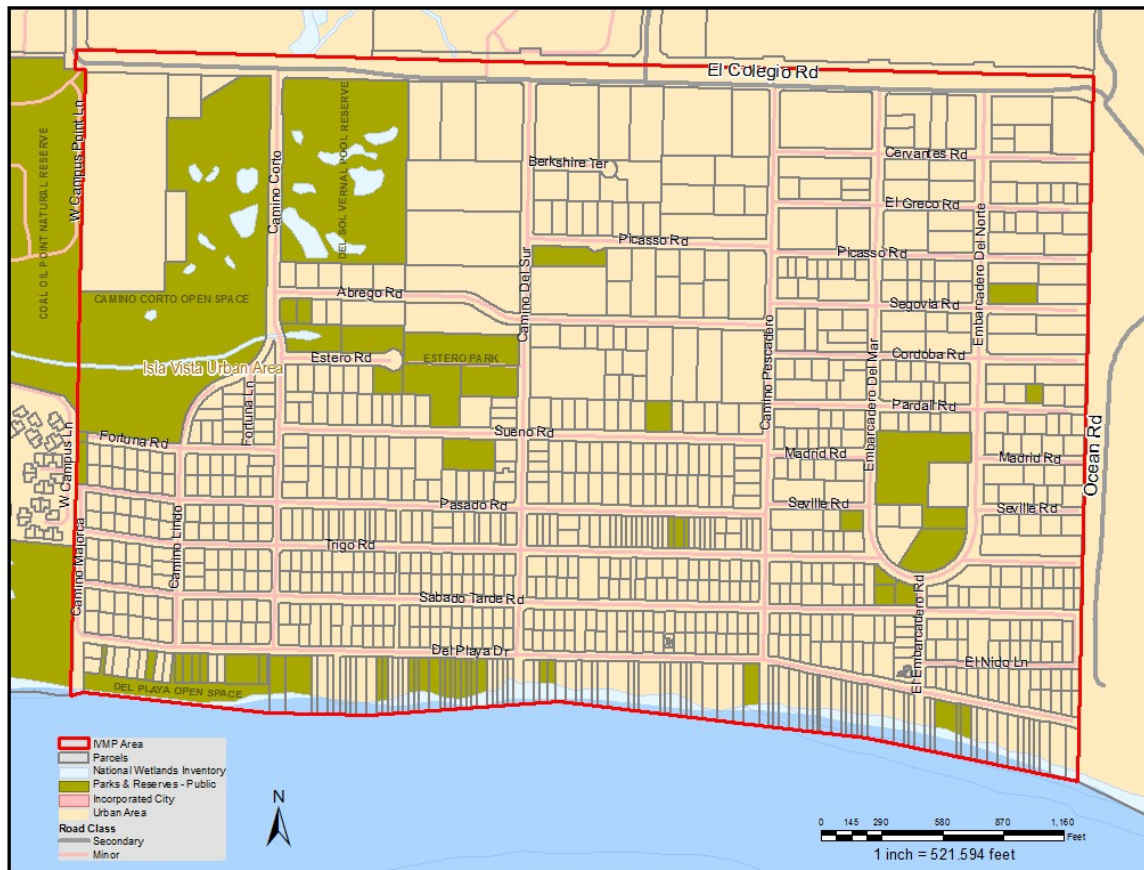 El Colegio Rd
W Campus Point Ln
COAL OIL POINT NATURAL RESERVE
Camino Corto
DEL SOL VERNAL POOL RESERVE
Berkshire Ter
Cervantes Rd
El Greco Rd
Picasso Rd
Picasso Rd
Embarcadero Del Norte
Camino Del Sur
CAMINO CORTO OPEN SPACE
Abrego Rd
Segovia Rd
Camino Pescadero
Estero Rd
ESTERO PARK
Cordoba Rd
Isla Vista Urban Area
Embarcadero Del Mar
Fortuna Ln
Pardall Rd
Fortuna Rd
Sueno Rd
Madrid Rd
Madrid Rd
Ocean Rd
W Campus Ln
Pasado Rd
Seville Rd
Seville Rd
Camino Majorca
Camino Lindo
Trigo Rd
Sabado Tarde Rd
El Embarcadero Rd
Del Playa Dr
El Nido Ln
DEL PLAYA OPEN SPACE
IVMP Area
Parcels
National Wetlands Inventory
Parks & Reserves - Public
Incorporated City
Urban Area
Road Class
Secondary
Minor
N
0 145 290 580 870 1,160
Feet
1 inch = 521.594 feet